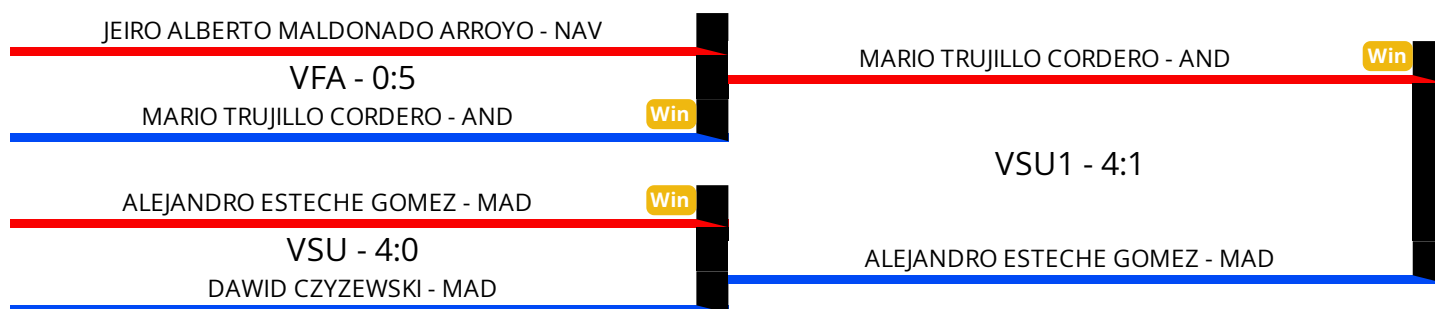 JEIRO ALBERTO MALDONADO ARROYO - NAV
VFA - 0:5
MARIO TRUJILLO CORDERO - AND
Win
ALEJANDRO ESTECHE GOMEZ - MAD
Win
VSU - 4:0
DAWID CZYZEWSKI - MAD
MARIO TRUJILLO CORDERO - AND
Win
VSU1 - 4:1
ALEJANDRO ESTECHE GOMEZ - MAD